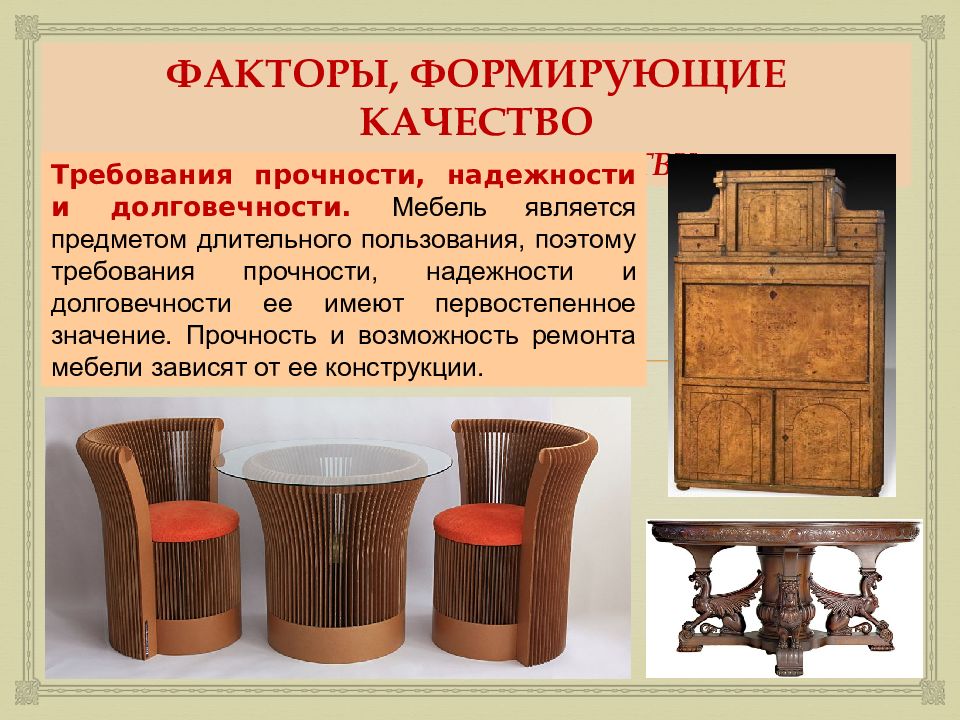 ФАКТОРЫ, ФОРМИРУЮЩИЕ
КАЧЕСТВО
Требования прочности, надежности
и долговечности. Мебель является
предметом длительного пользования, поэтому
требования прочности, надежности и
долговечности ее имеют первостепенное
значение. Прочность и возможность ремонта
мебели зависят от ее конструкции.